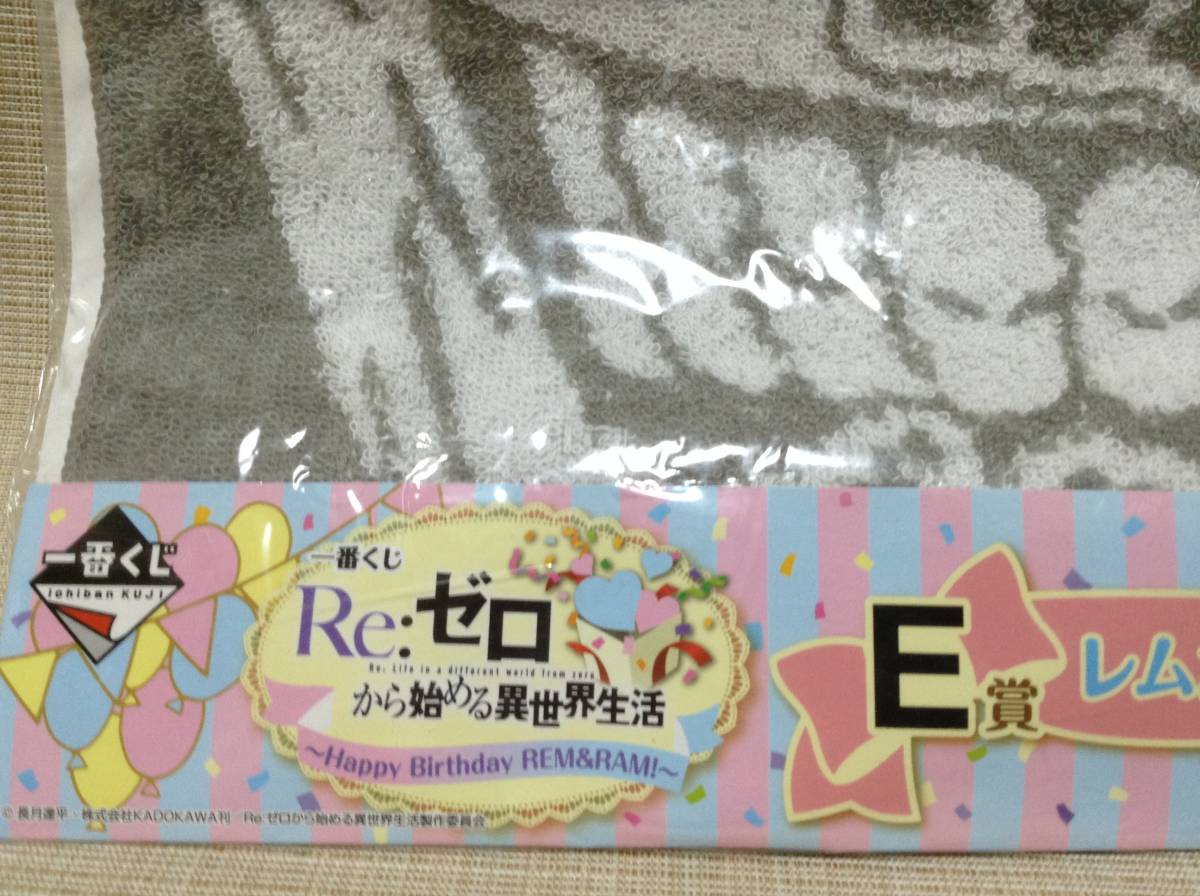 一番くじ
Ichiban KUJI
一番くじ
Re:ゼロ
Re: Life in a different world from zero
から始める異世界生活
~Happy Birthday REM&RAM!~
E賞
レム
© 長月達平・株式会社KADOKAWA刊 Re:ゼロから始める異世界生活製作委員会